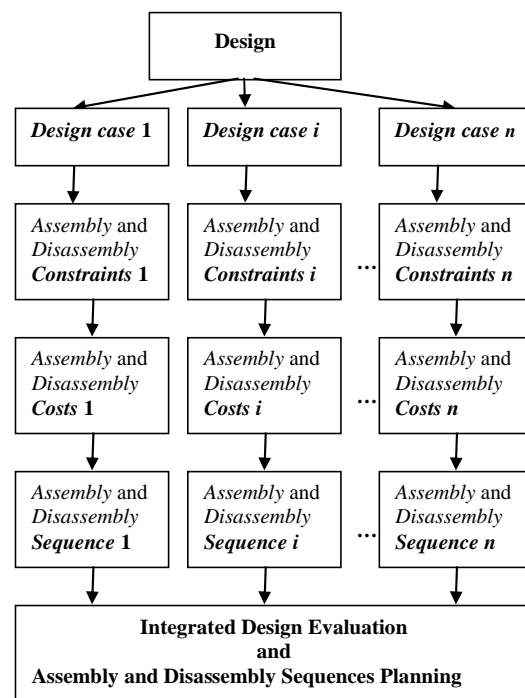 Design
Design case 1
Design case i
Design case n
Assembly and
Disassembly
Constraints 1
Assembly and
Disassembly
Constraints i
...
Assembly and
Disassembly
Constraints n
Assembly and
Disassembly
Costs 1
Assembly and
Disassembly
Costs i
...
Assembly and
Disassembly
Costs n
Assembly and
Disassembly
Sequence 1
Assembly and
Disassembly
Sequence i
...
Assembly and
Disassembly
Sequence n
Integrated Design Evaluation
and
Assembly and Disassembly Sequences Planning